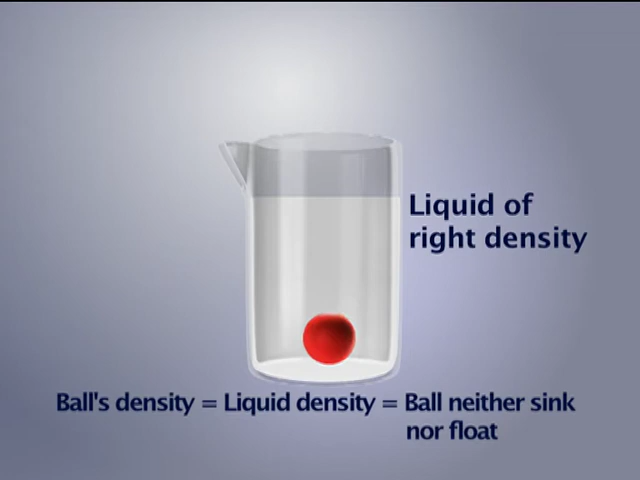 Liquid of
right density
Ball's density = Liquid density = Ball neither sink
nor float